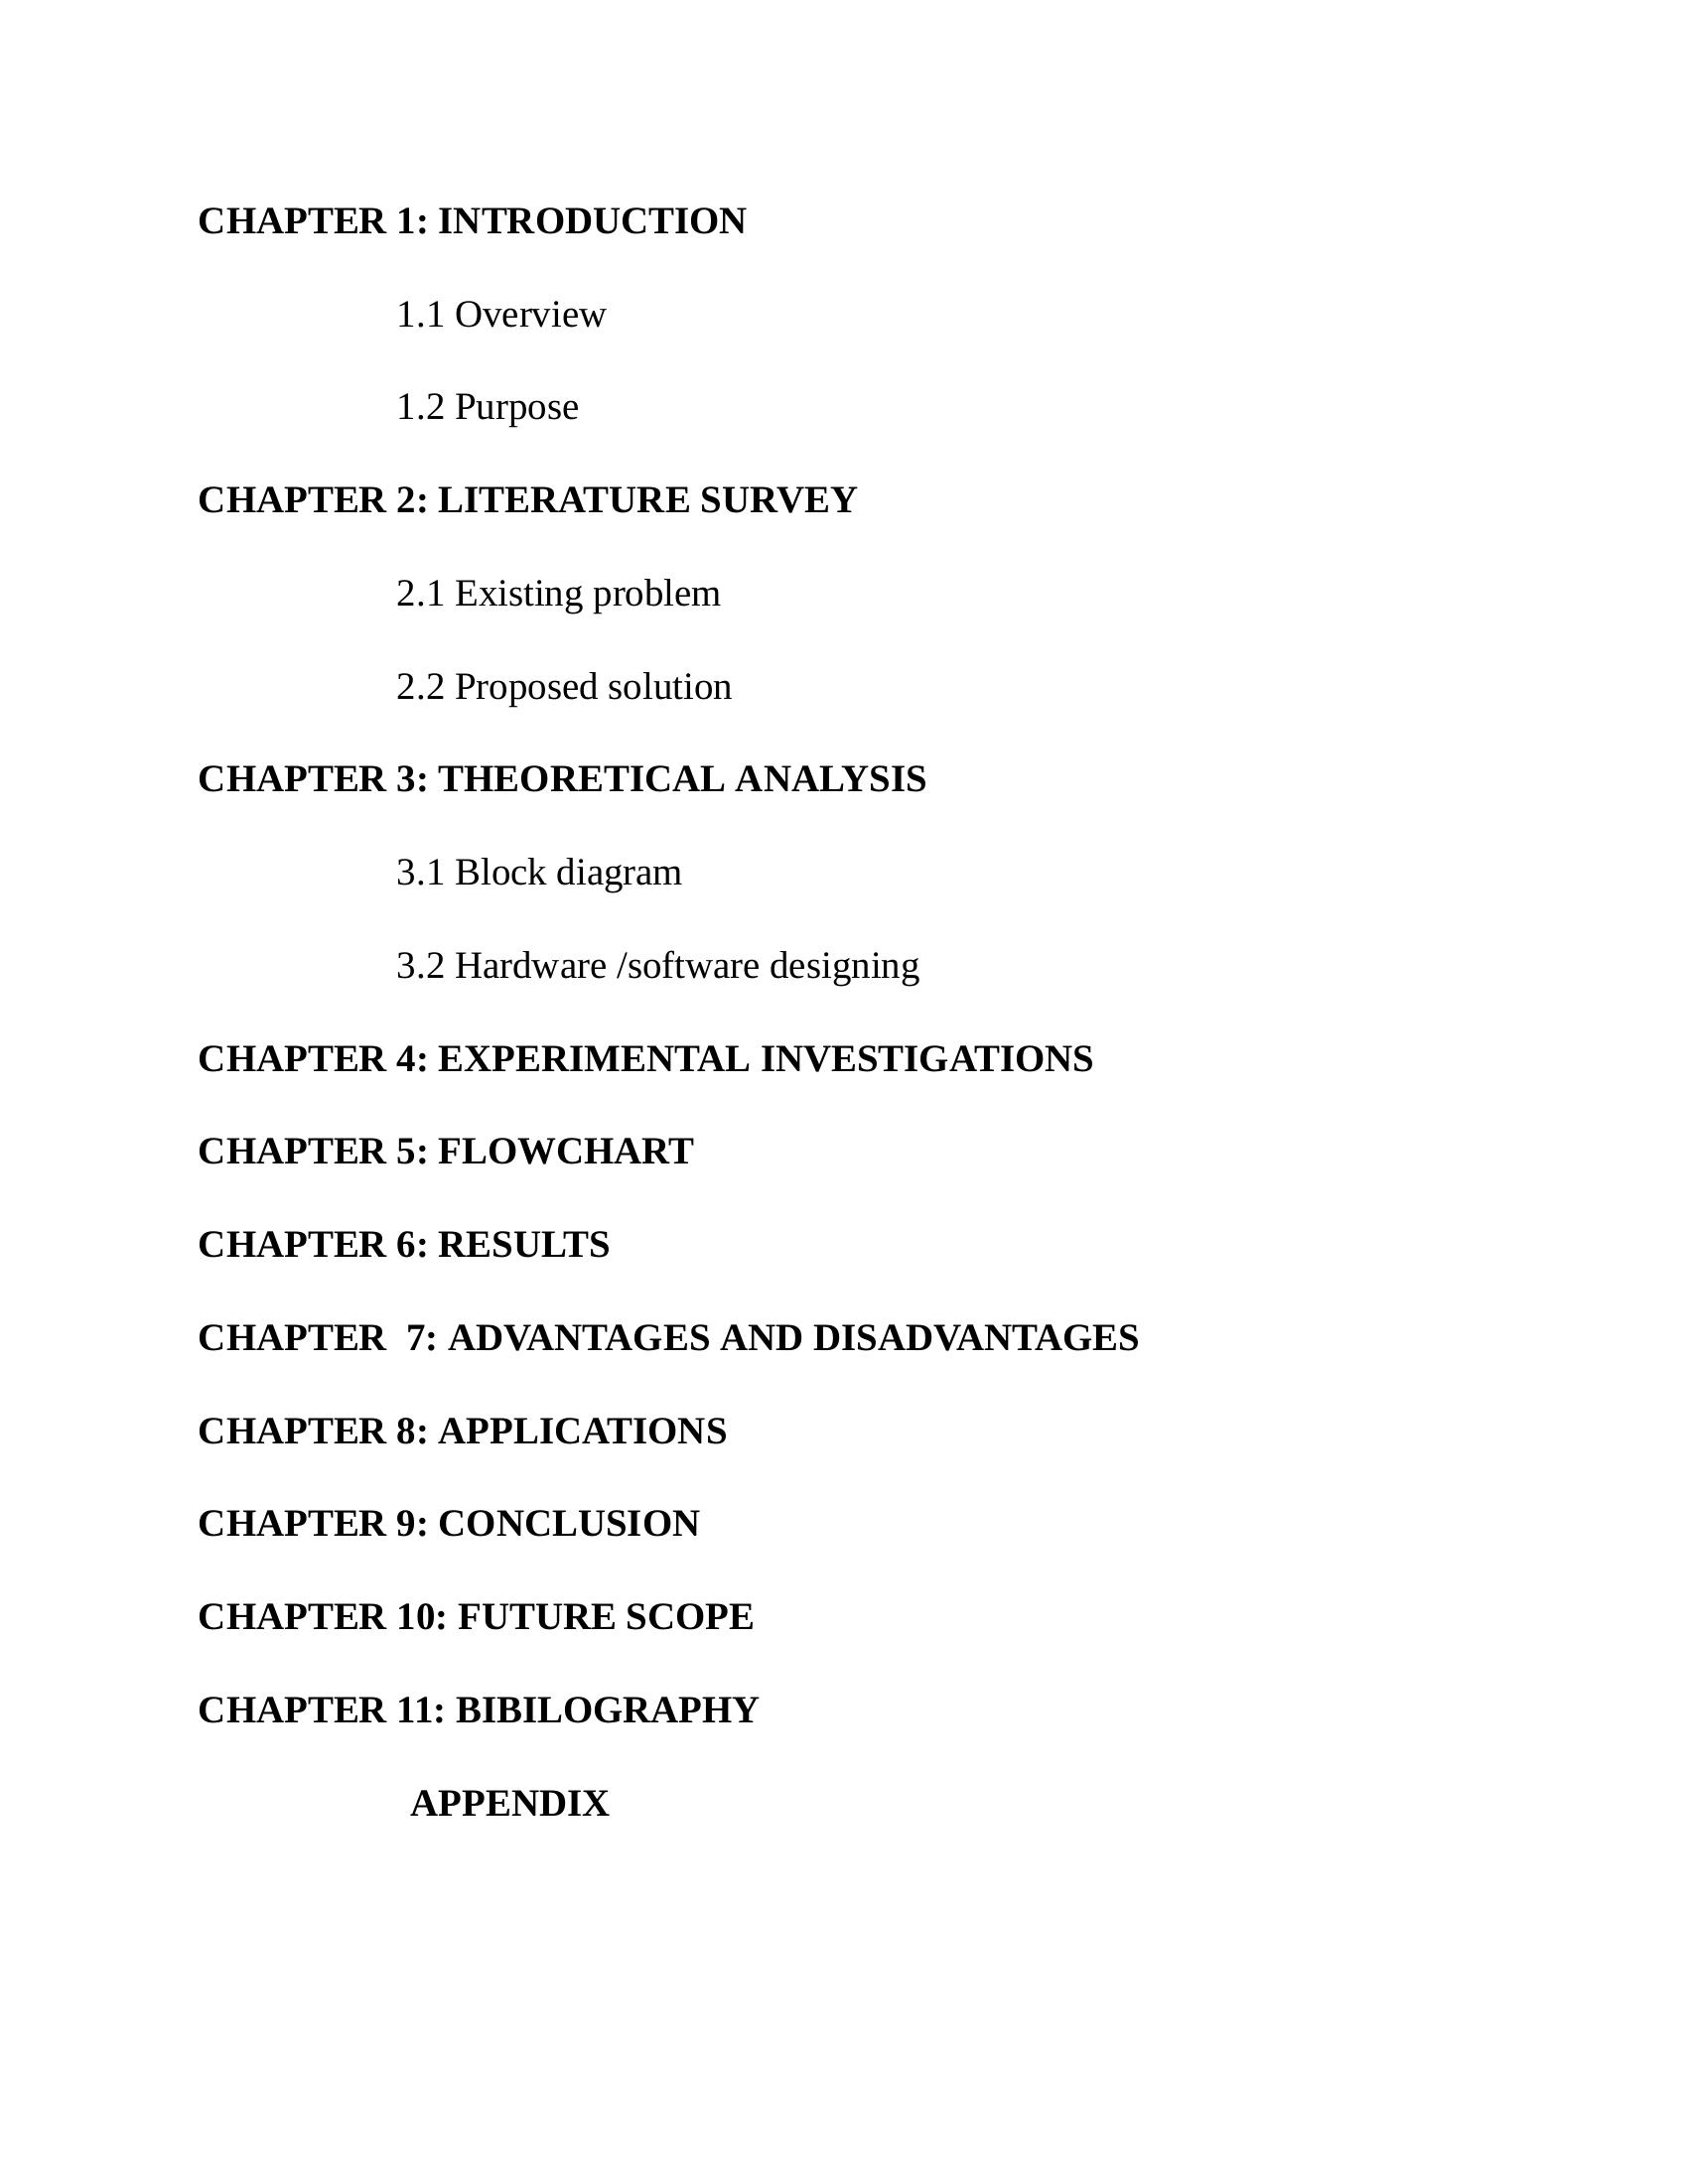 CHAPTER 1: INTRODUCTION
1.1 Overview
1.2 Purpose
CHAPTER 2: LITERATURE SURVEY
2.1 Existing problem
2.2 Proposed solution
CHAPTER 3: THEORETICAL ANALYSIS
3.1 Block diagram
3.2 Hardware /software designing
CHAPTER 4: EXPERIMENTAL INVESTIGATIONS
CHAPTER 5: FLOWCHART
CHAPTER 6: RESULTS
CHAPTER  7: ADVANTAGES AND DISADVANTAGES
CHAPTER 8: APPLICATIONS
CHAPTER 9: CONCLUSION
CHAPTER 10: FUTURE SCOPE
CHAPTER 11: BIBILOGRAPHY
APPENDIX